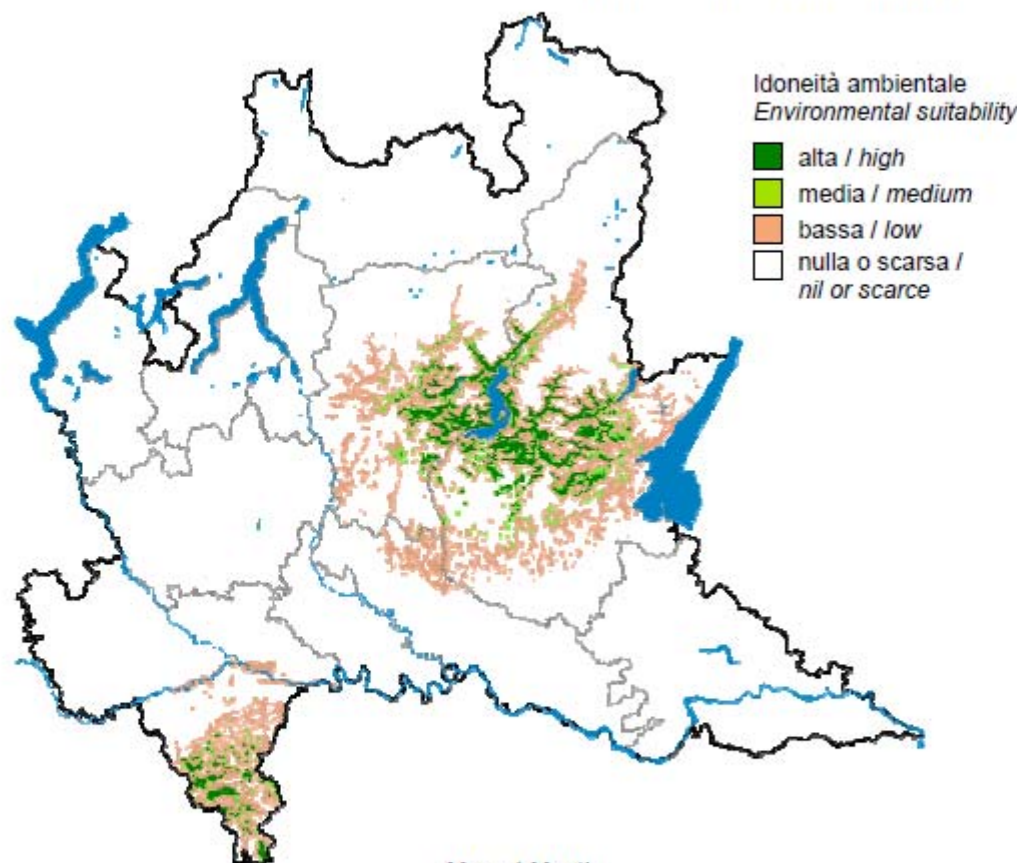 Idoneità ambientale
Environmental suitability
alta / high
media / medium
bassa / low
nulla o scarsa /
nil or scarce